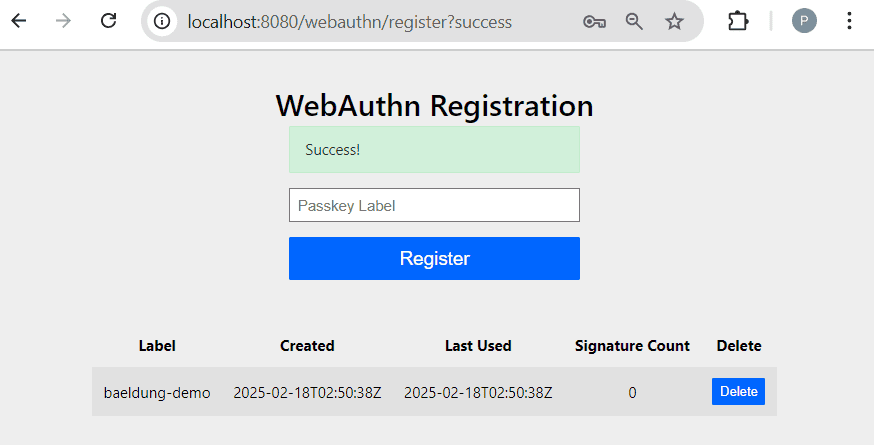 localhost:8080/webauthn/register?success
P
WebAuthn Registration
Success!
Passkey Label
Register
Label Created Last Used Signature Count Delete
baeldung-demo 2025-02-18T02:50:38Z 2025-02-18T02:50:38Z 0 Delete